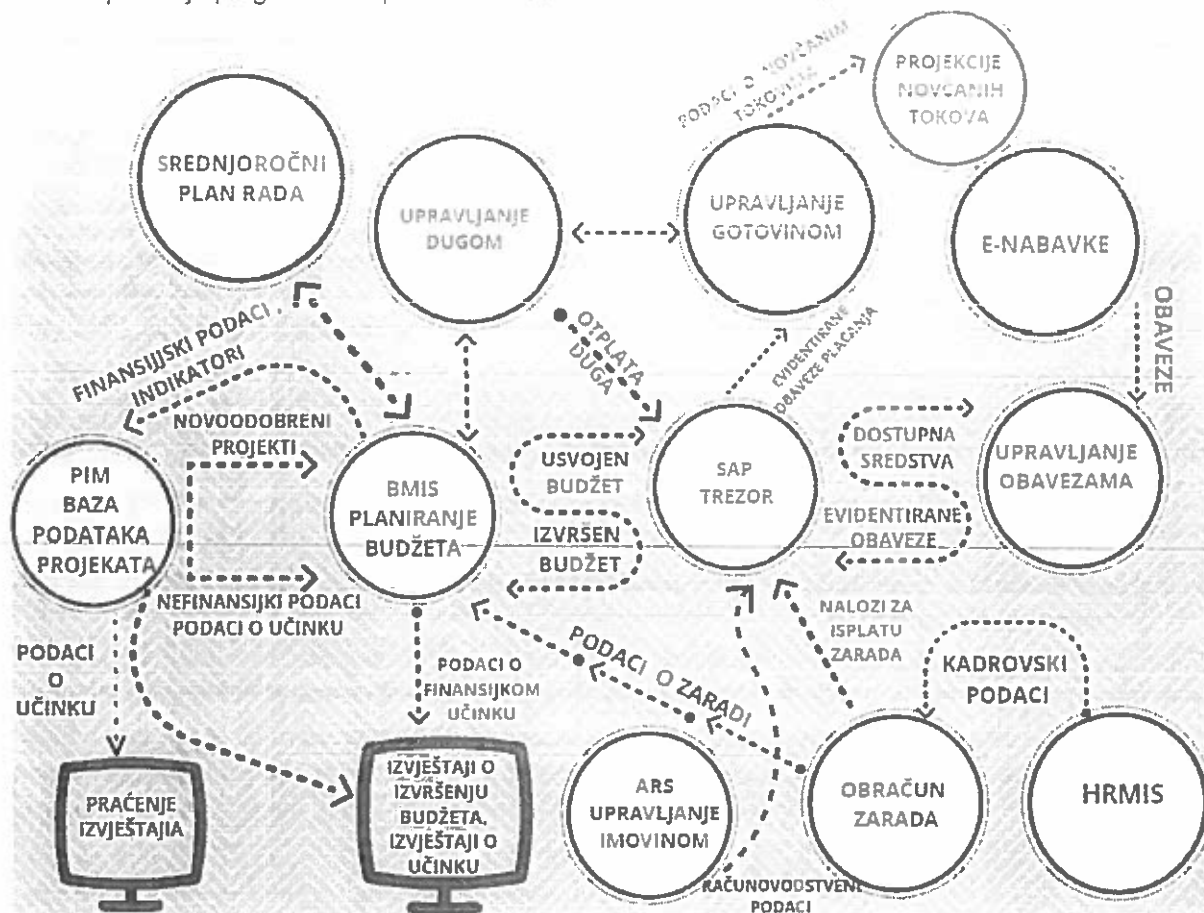 PODACI O NOVČANIM
TOKOVIMA
PROJEKCIJE
NOVČANIH
TOKOVA
SREDNJOROČNI
PLAN RADA
UPRAVLJANJE
DUGOM
UPRAVLJANJE
GOTOVINOM
E-NABAVKE
OBAVEZE
FINANSIJSKI PODACI,
INDIKATORI
OTPLATA
DUGA
EVIDENTIRANE
OBAVEZE PLAĆANJA
NOVOODOBRENI
PROJEKTI
PIM
BAZA
PODATAKA
PROJEKATA
BMIS
PLANIRANJE
BUDŽETA
USVOJEN
BUDŽET
IZVRŠEN
BUDŽET
SAP
TREZOR
DOSTUPNA
SREDSTVA
EVIDENTIRANE
OBAVEZE
UPRAVLJANJE
OBAVEZAMA
NEFINANSIJKI PODACI
PODACI O UČINKU
PODACI
O
UČINKU
PODACI O
FINANSIJKOM
UČINKU
PODACI O ZARADI
NALOZI ZA
ISPLATU
ZARADA
KADROVSKI
PODACI
PRAĆENJE
IZVJEŠTAJIA
IZVJEŠTAJI O
IZVRŠENJU
BUDŽETA,
IZVJEŠTAJI O
UČINKU
ARS
UPRAVLJANJE
IMOVINOM
OBRAČUN
ZARADA
HRMIS
RAČUNOVODSTVENI
PODACI